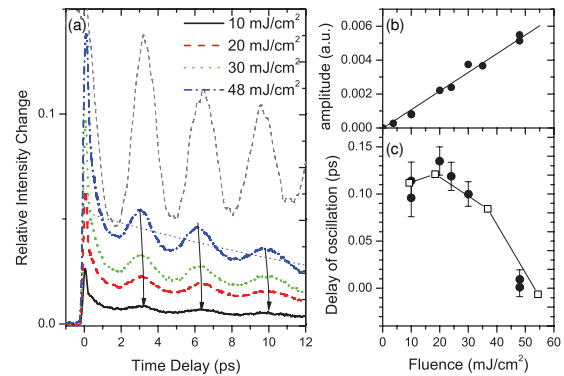 (a)
10 mJ/cm²
20 mJ/cm²
30 mJ/cm²
48 mJ/cm²
Relative Intensity Change
0.1
0.0
0 2 4 6 8 10 12
Time Delay (ps)
(b)
amplitude (a.u.)
0.006
0.004
0.002
0.000
(c)
Delay of oscillation (ps)
0.15
0.10
0.05
0.00
0 10 20 30 40 50 60
Fluence (mJ/cm²)